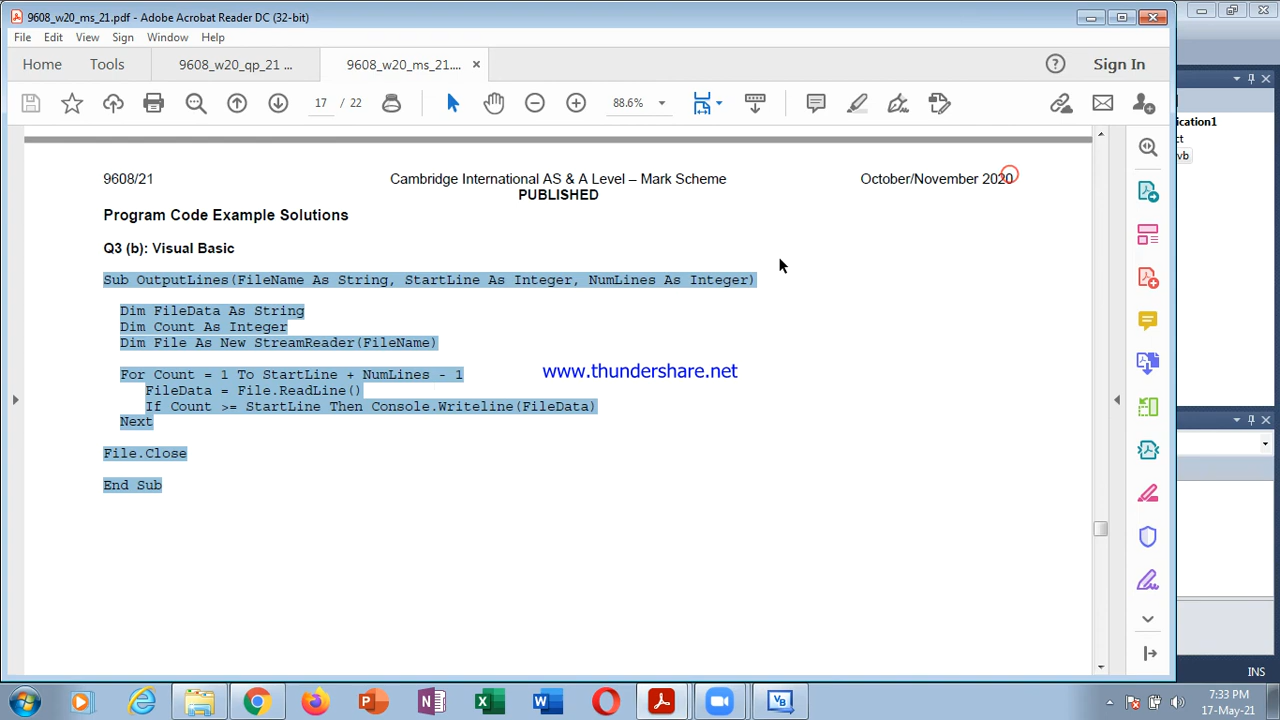 9608_w20_ms_21.pdf - Adobe Acrobat Reader DC (32-bit)
File Edit View Sign Window Help
Home Tools 9608_w20_qp_21 ... 9608_w20_ms_21.... × Sign In
17 / 22 88.6%
ication1
ct
vb
9608/21 Cambridge International AS & A Level – Mark Scheme October/November 2020
PUBLISHED
Program Code Example Solutions
Q3 (b): Visual Basic
Sub OutputLines(FileName As String, StartLine As Integer, NumLines As Integer)
Dim FileData As String
Dim Count As Integer
Dim File As New StreamReader(FileName)
For Count = 1 To StartLine + NumLines - 1
www.thundershare.net
FileData = File.ReadLine()
If Count >= StartLine Then Console.Writeline(FileData)
Next
File.Close
End Sub
INS
7:33 PM
17-May-21